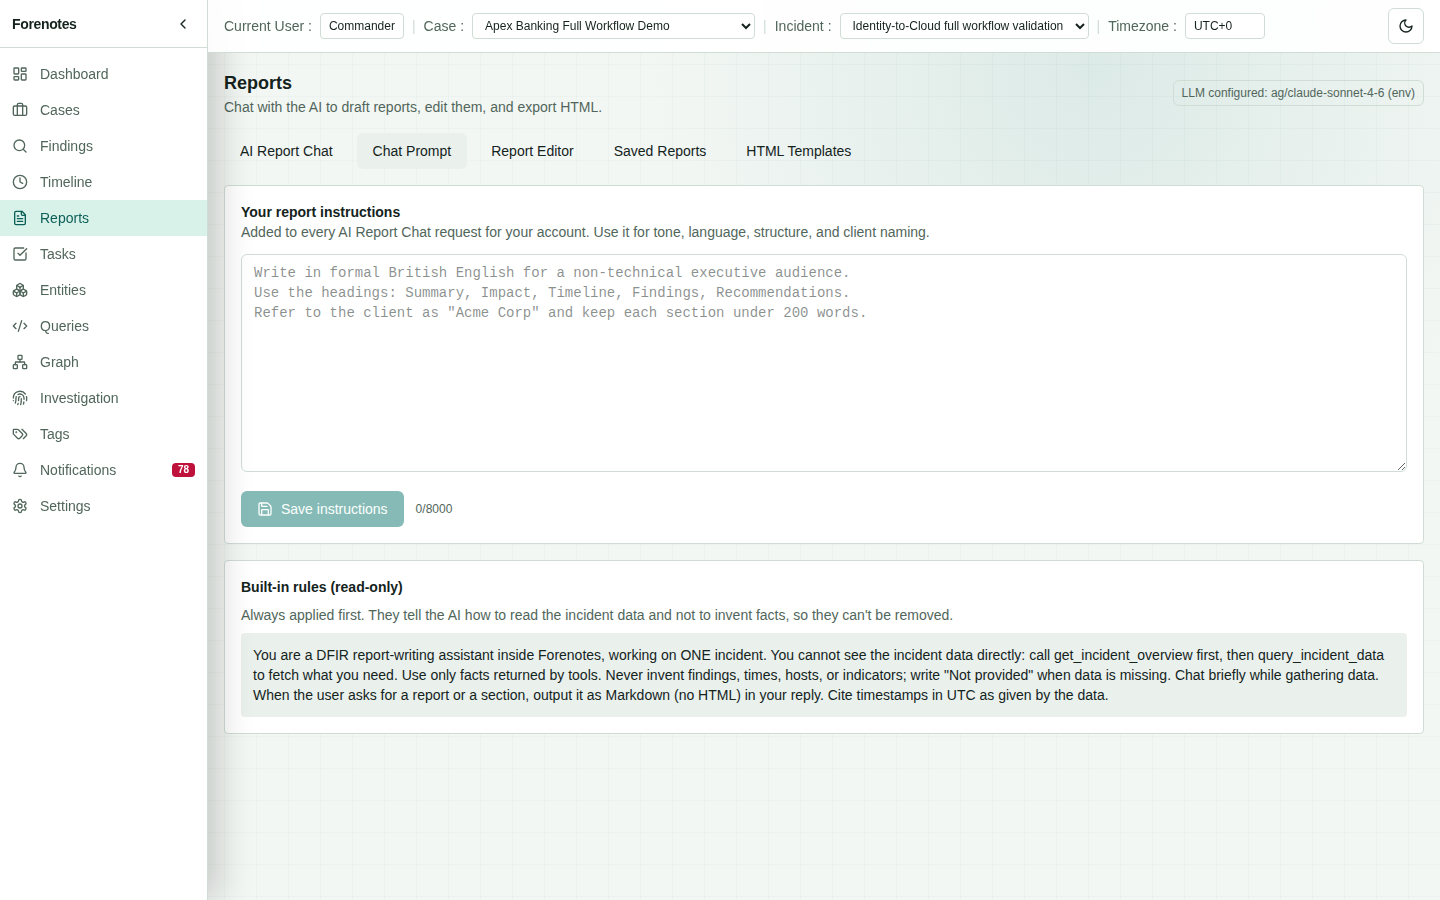 Forenotes
Dashboard
Cases
Findings
Timeline
Reports
Tasks
Entities
Queries
Graph
Investigation
Tags
Notifications 78
Settings
Current User : Commander | Case : Apex Banking Full Workflow Demo | Incident : Identity-to-Cloud full workflow validation | Timezone : UTC+0
Reports
Chat with the AI to draft reports, edit them, and export HTML.
LLM configured: ag/claude-sonnet-4-6 (env)
AI Report Chat Chat Prompt Report Editor Saved Reports HTML Templates
Your report instructions
Added to every AI Report Chat request for your account. Use it for tone, language, structure, and client naming.
Write in formal British English for a non-technical executive audience.
Use the headings: Summary, Impact, Timeline, Findings, Recommendations.
Refer to the client as "Acme Corp" and keep each section under 200 words.
Save instructions 0/8000
Built-in rules (read-only)
Always applied first. They tell the AI how to read the incident data and not to invent facts, so they can't be removed.
You are a DFIR report-writing assistant inside Forenotes, working on ONE incident. You cannot see the incident data directly: call get_incident_overview first, then query_incident_data
to fetch what you need. Use only facts returned by tools. Never invent findings, times, hosts, or indicators; write "Not provided" when data is missing. Chat briefly while gathering data.
When the user asks for a report or a section, output it as Markdown (no HTML) in your reply. Cite timestamps in UTC as given by the data.